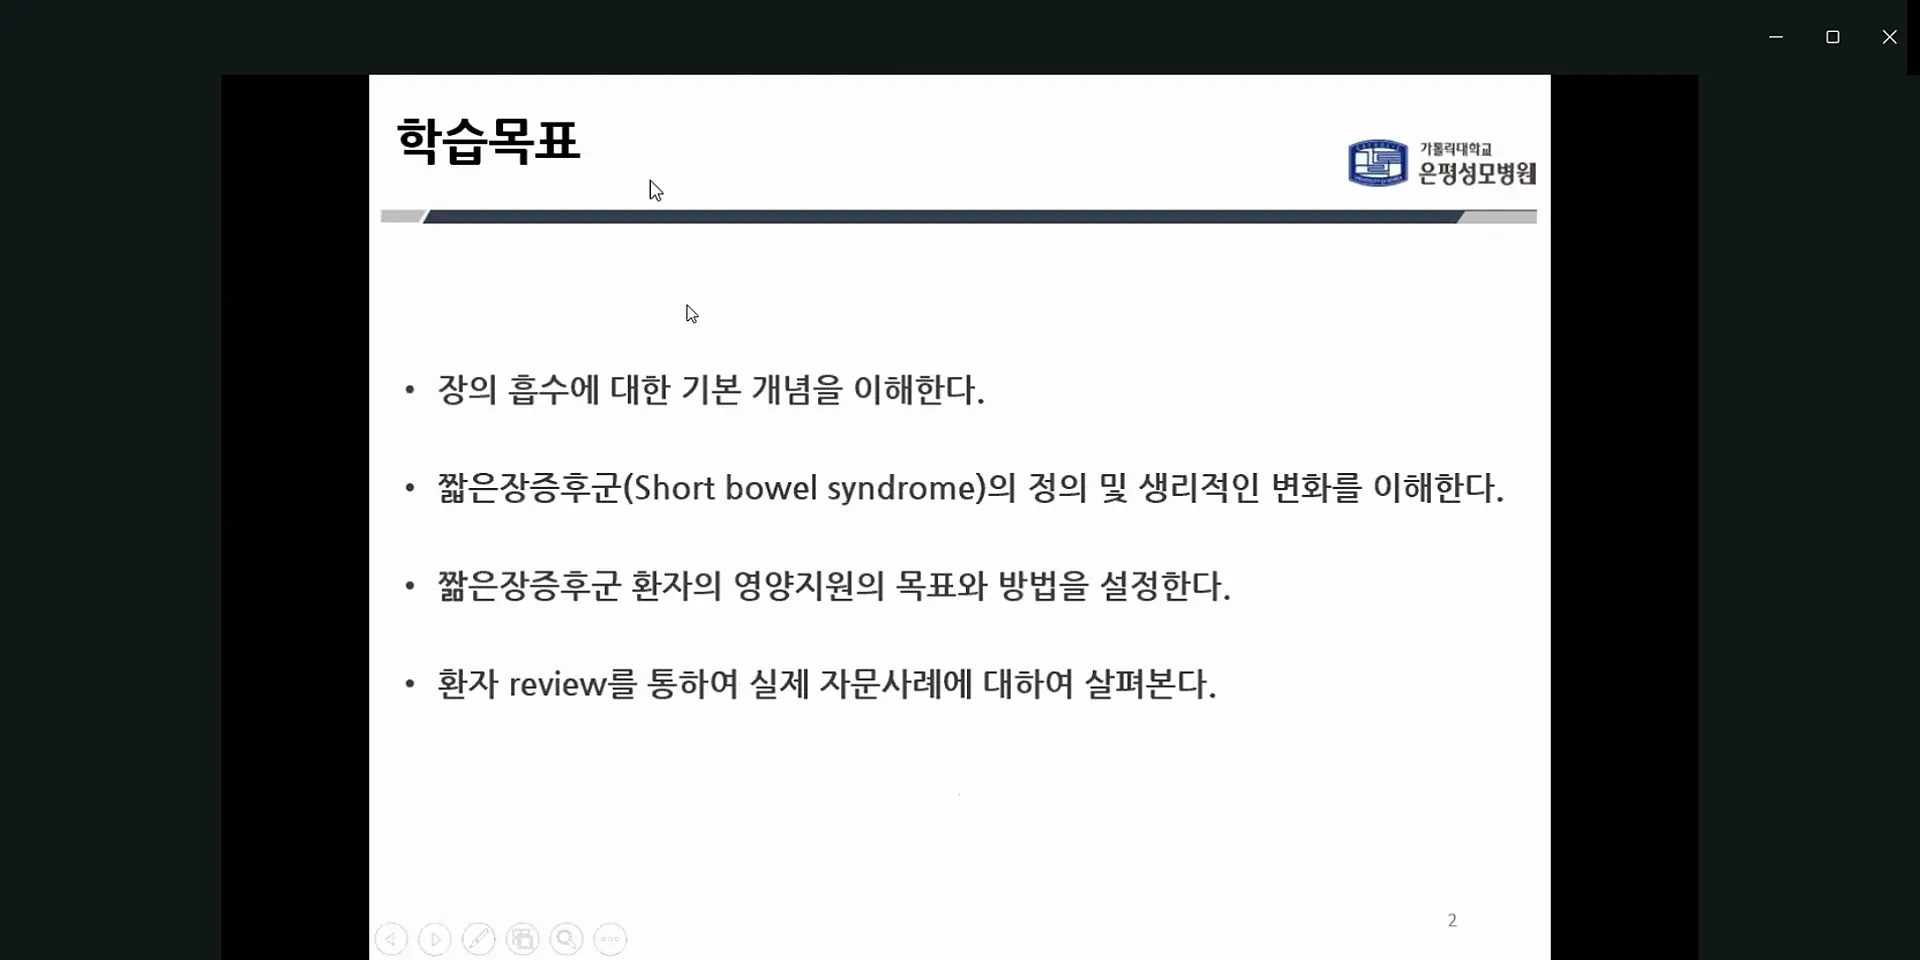 학습목표
가톨릭대학교
은평성모병원
• 장의 흡수에 대한 기본 개념을 이해한다.
• 짧은장증후군(Short bowel syndrome)의 정의 및 생리적인 변화를 이해한다.
• 짧은장증후군 환자의 영양지원의 목표와 방법을 설정한다.
• 환자 review를 통하여 실제 자문사례에 대하여 살펴본다.
2